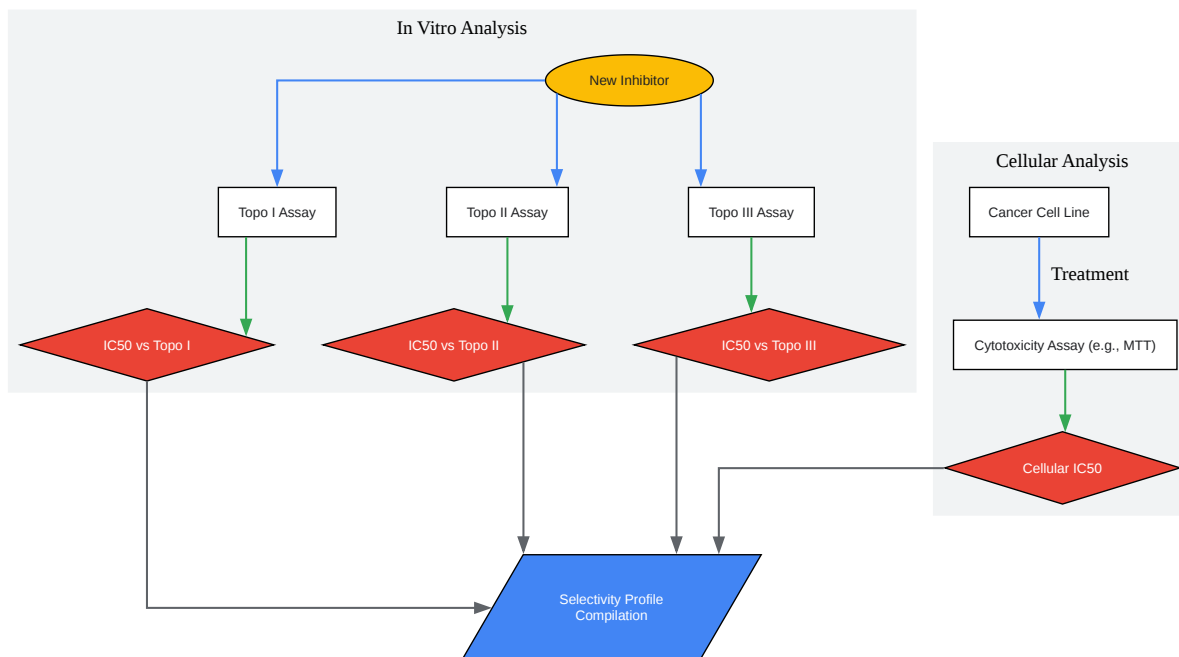 In Vitro Analysis
New Inhibitor
Topo I Assay
Topo II Assay
Topo III Assay
IC50 vs Topo I
IC50 vs Topo II
IC50 vs Topo III
Cellular Analysis
Cancer Cell Line
Treatment
Cytotoxicity Assay (e.g., MTT)
Cellular IC50
Selectivity Profile
Compilation